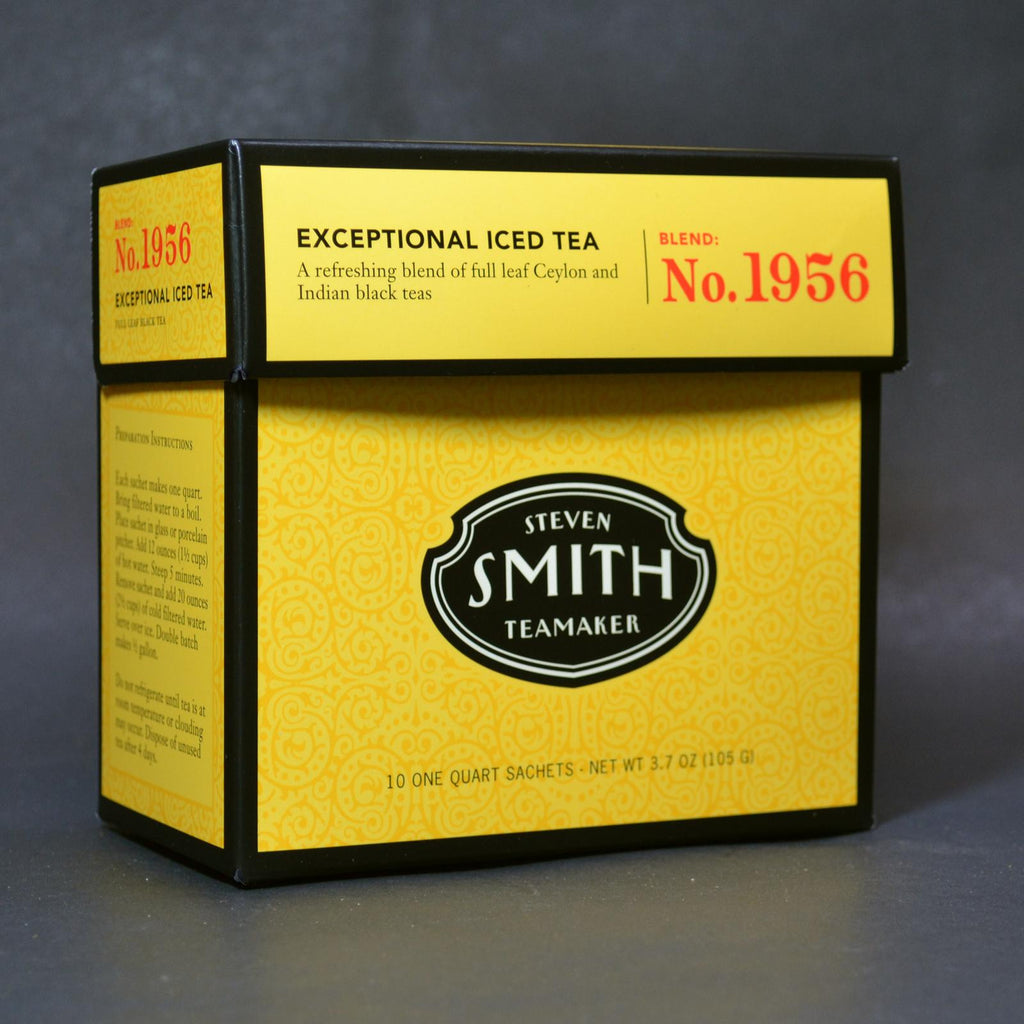 EXCEPTIONAL ICED TEA
A refreshing blend of full leaf Ceylon and
Indian black teas
BLEND:
No.1956
STEVEN
SMITH
TEAMAKER
10 ONE QUART SACHETS - NET WT 3.7 OZ (105 G)
BLEND:
No.1956
EXCEPTIONAL ICED TEA
FULL LEAF BLACK TEA
Preparation Instructions
Each sachet makes one quart.
Bring filtered water to a boil.
Place sachet in glass or porcelain
pitcher. Add 12 ounces (1½ cups)
of hot water. Steep 5 minutes.
Remove sachet and add 20 ounces
(2½ cups) of cold filtered water.
Serve over ice. Double batch
makes ½ gallon.
Do not refrigerate until tea is at
room temperature or clouding
may occur. Dispose of unused
tea after 4 days.